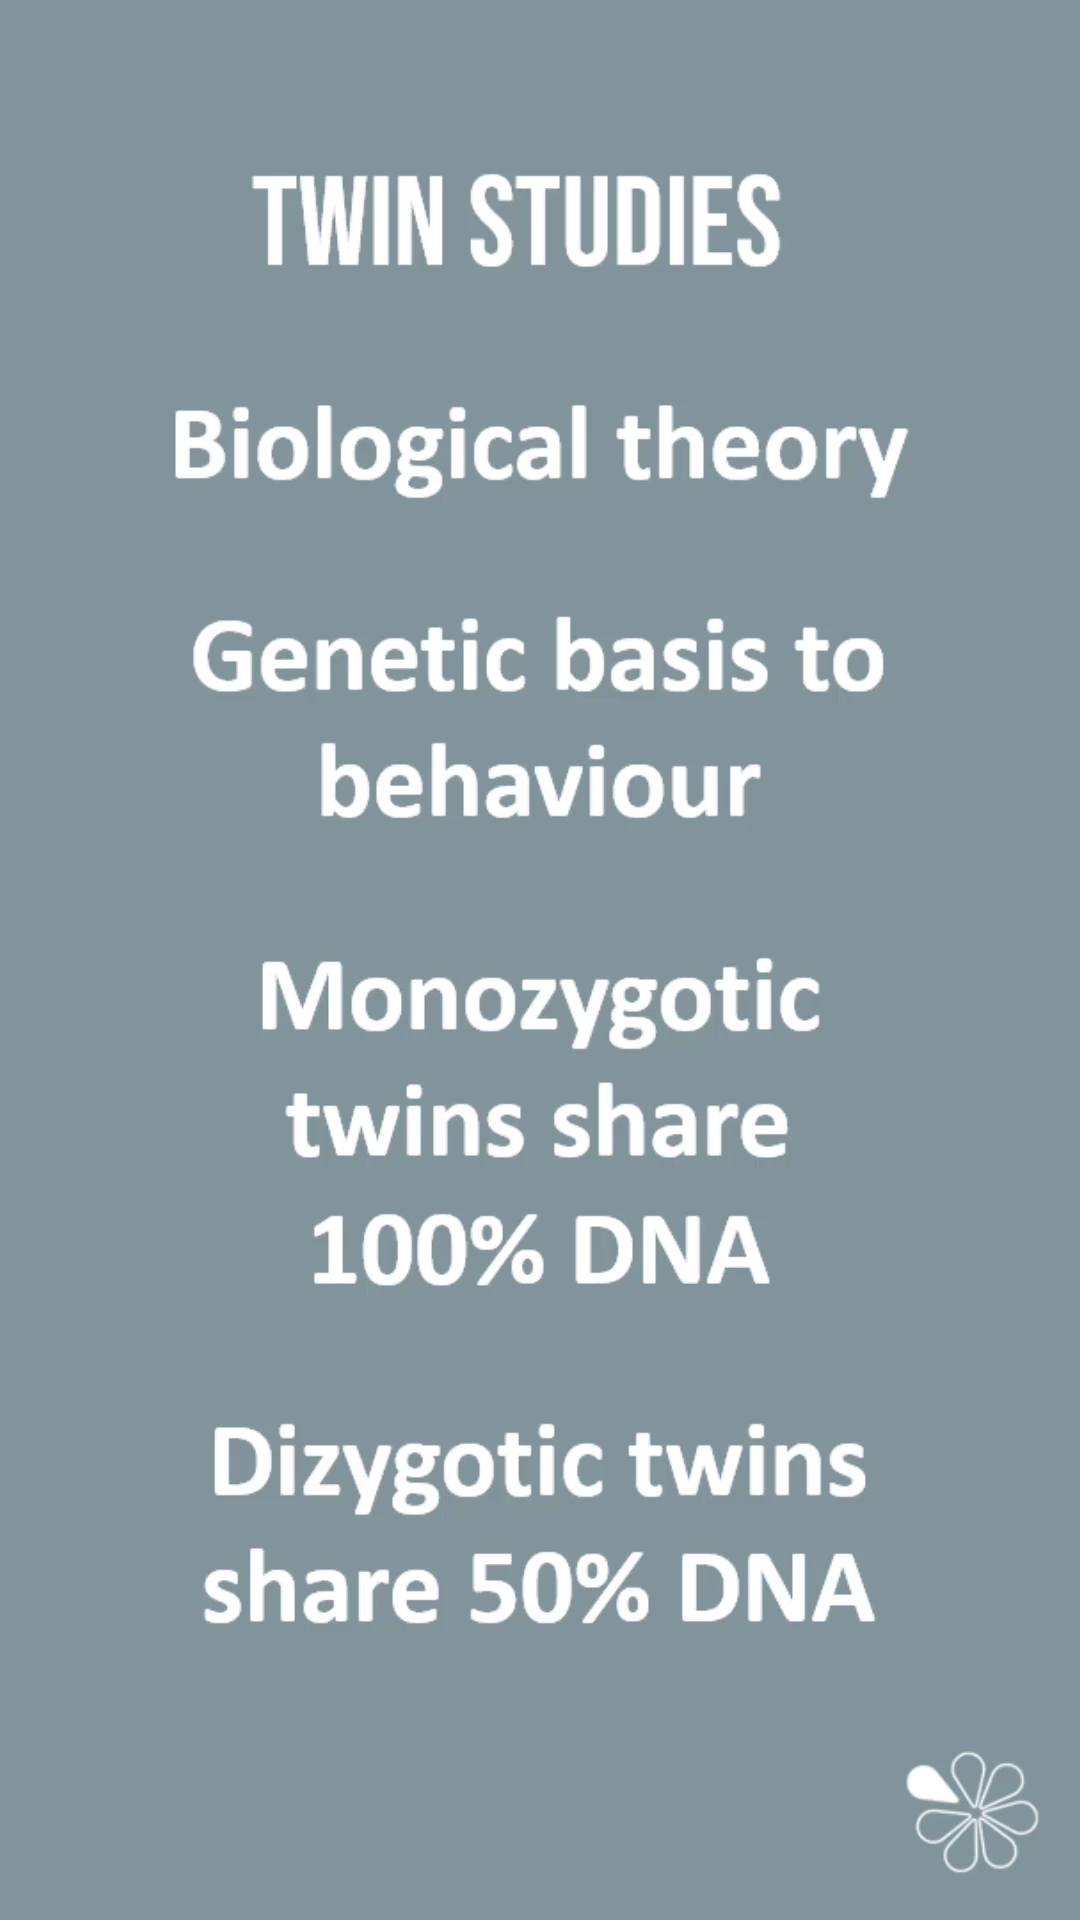 TWIN STUDIES
Biological theory
Genetic basis to
behaviour
Monozygotic
twins share
100% DNA
Dizygotic twins
share 50% DNA